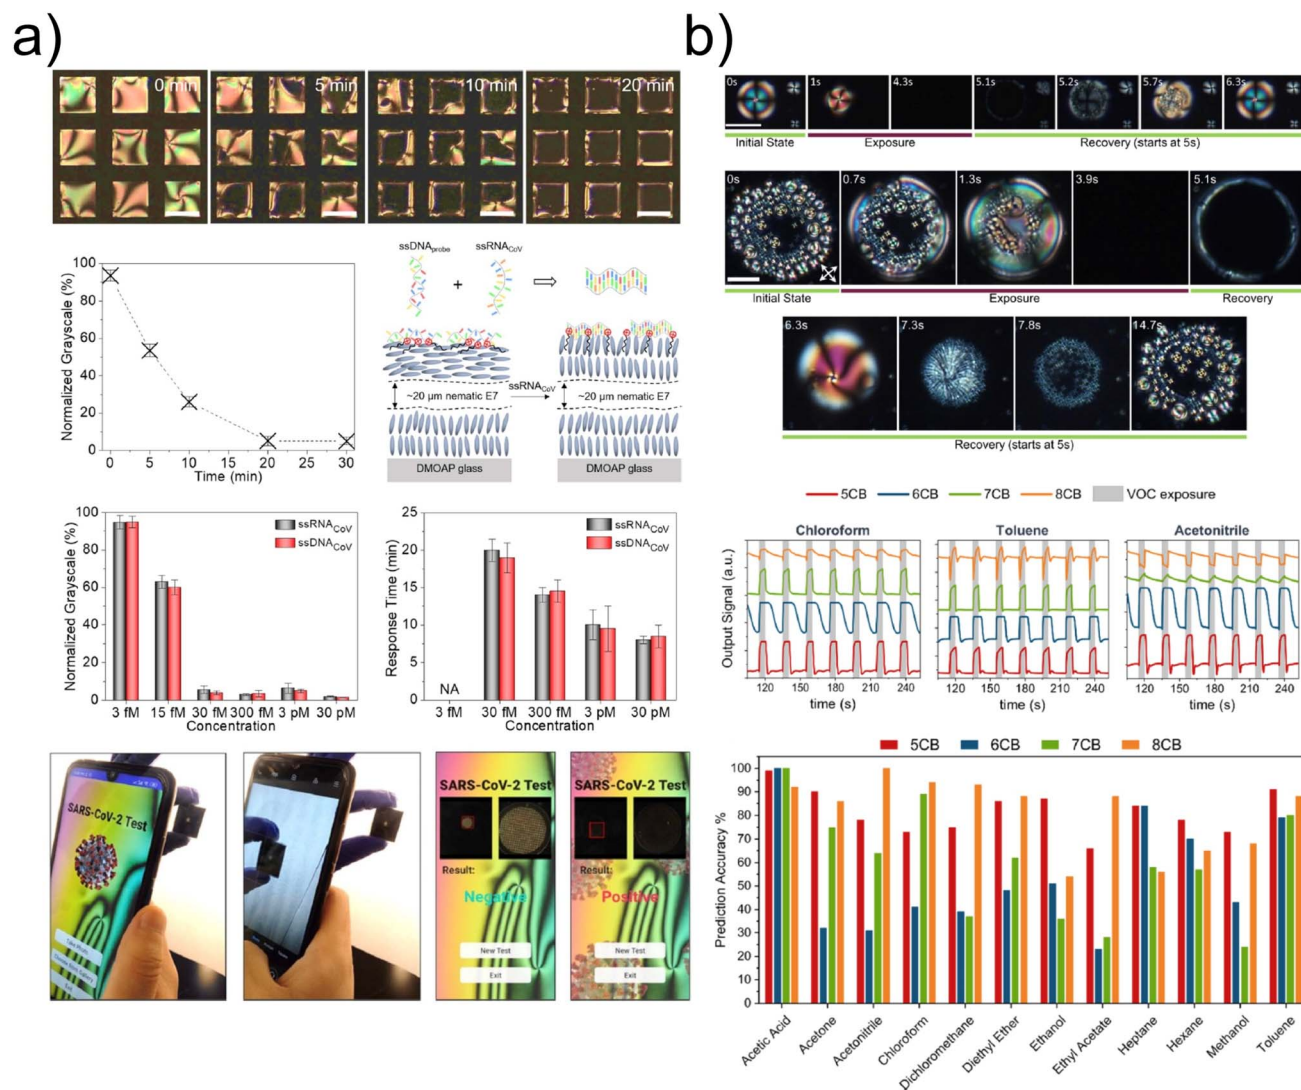 a)
0 min
5 min
10 min
20 min
Normalized Grayscale (%)
100
80
60
40
20
0
0
5
10
20
30
Time (min)
ssDNAprobe
ssRNACoV
+
ssRNACoV
~20 μm nematic E7
~20 μm nematic E7
DMOAP glass
DMOAP glass
Normalized Grayscale (%)
100
80
60
40
20
0
ssRNACoV
ssDNACoV
3 fM
15 fM
30 fM
300 fM
3 pM
30 pM
Concentration
Response Time (min)
25
20
15
10
5
0
ssRNACoV
ssDNACoV
NA
3 fM
30 fM
300 fM
3 pM
30 pM
Concentration
SARS-CoV-2 Test
Take Photo
Exit
SARS-CoV-2 Test
Result:
Negative
New Test
Exit
SARS-CoV-2 Test
Result:
Positive
New Test
Exit
b)
0s
1s
4.3s
5.1s
5.2s
5.7s
6.3s
Initial State
Exposure
Recovery (starts at 5s)
0s
0.7s
1.3s
3.9s
5.1s
Initial State
Exposure
Recovery
6.3s
7.3s
7.8s
14.7s
Recovery (starts at 5s)
5CB
6CB
7CB
8CB
VOC exposure
Chloroform
Toluene
Acetonitrile
Output Signal (a.u.)
120
150
180
210
240
time (s)
120
150
180
210
240
time (s)
120
150
180
210
240
time (s)
5CB
6CB
7CB
8CB
Prediction Accuracy %
100
90
80
70
60
50
40
30
20
10
0
Acetic Acid
Acetone
Acetonitrile
Chloroform
Dichloromethane
Diethyl Ether
Ethanol
Ethyl Acetate
Heptane
Hexane
Methanol
Toluene